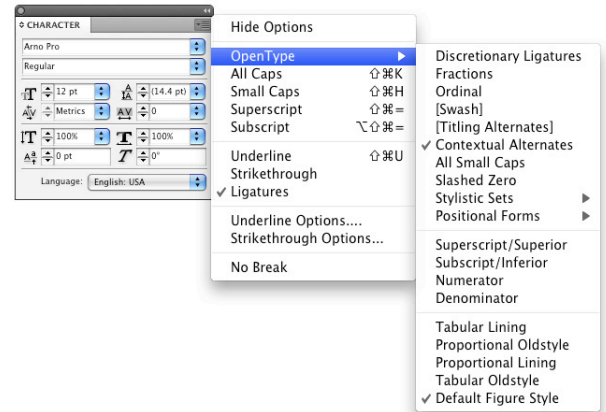 CHARACTER
Arno Pro
Regular
12 pt
(14.4 pt)
Metrics
0
100%
100%
0 pt
0°
Language: English: USA
Hide Options
OpenType
All Caps ⇧⌘K
Small Caps ⇧⌘H
Superscript ⇧⌘=
Subscript ⌥⇧⌘=
Underline ⇧⌘U
Strikethrough
✓ Ligatures
Underline Options....
Strikethrough Options...
No Break
Discretionary Ligatures
Fractions
Ordinal
[Swash]
[Titling Alternates]
✓ Contextual Alternates
All Small Caps
Slashed Zero
Stylistic Sets
Positional Forms
Superscript/Superior
Subscript/Inferior
Numerator
Denominator
Tabular Lining
Proportional Oldstyle
Proportional Lining
Tabular Oldstyle
✓ Default Figure Style